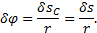 δφ = δs_C / r = δs / r.